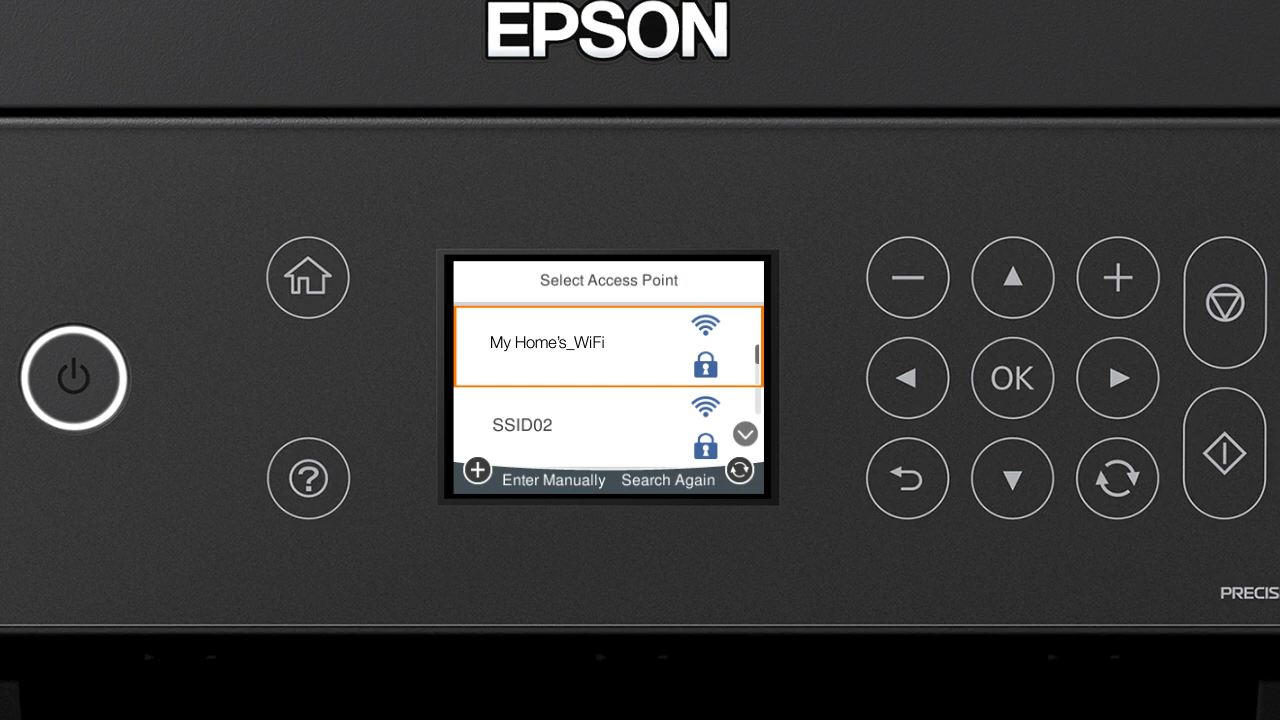 EPSON
Select Access Point
My Home's_WiFi
SSID02
Enter Manually Search Again
OK
PRECIS